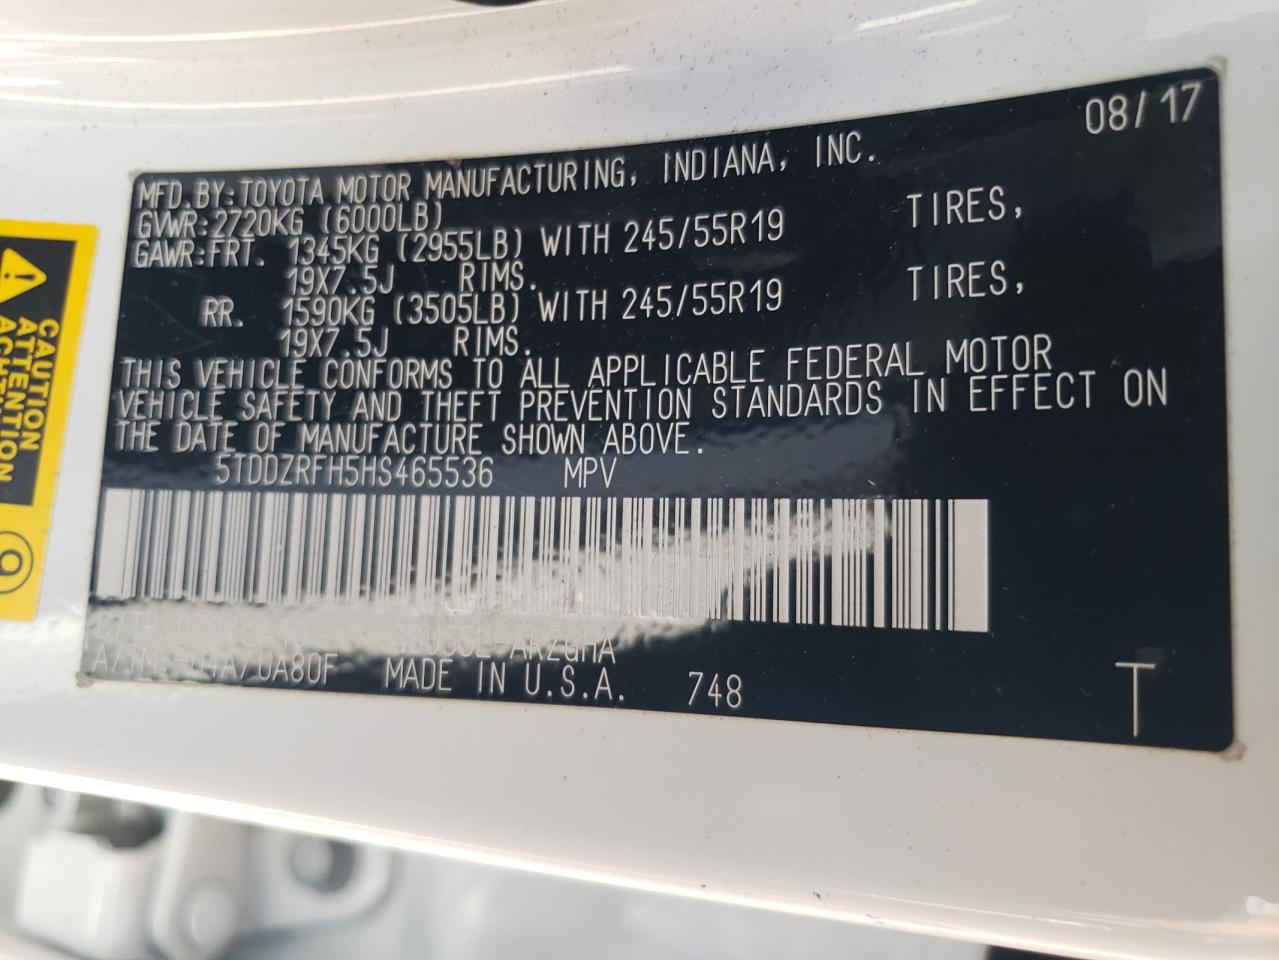 08/17
MFD.BY:TOYOTA MOTOR MANUFACTURING, INDIANA, INC.
GVWR:2720KG (6000LB)
GAWR:FRT. 1345KG (2955LB) WITH 245/55R19 TIRES,
19X7.5J RIMS.
RR. 1590KG (3505LB) WITH 245/55R19 TIRES,
19X7.5J RIMS.
THIS VEHICLE CONFORMS TO ALL APPLICABLE FEDERAL MOTOR
VEHICLE SAFETY AND THEFT PREVENTION STANDARDS IN EFFECT ON
THE DATE OF MANUFACTURE SHOWN ABOVE.
5TDDZRFH5HS465536 MPV
MADE IN U.S.A. 748
T
CAUTION
ATTENTION